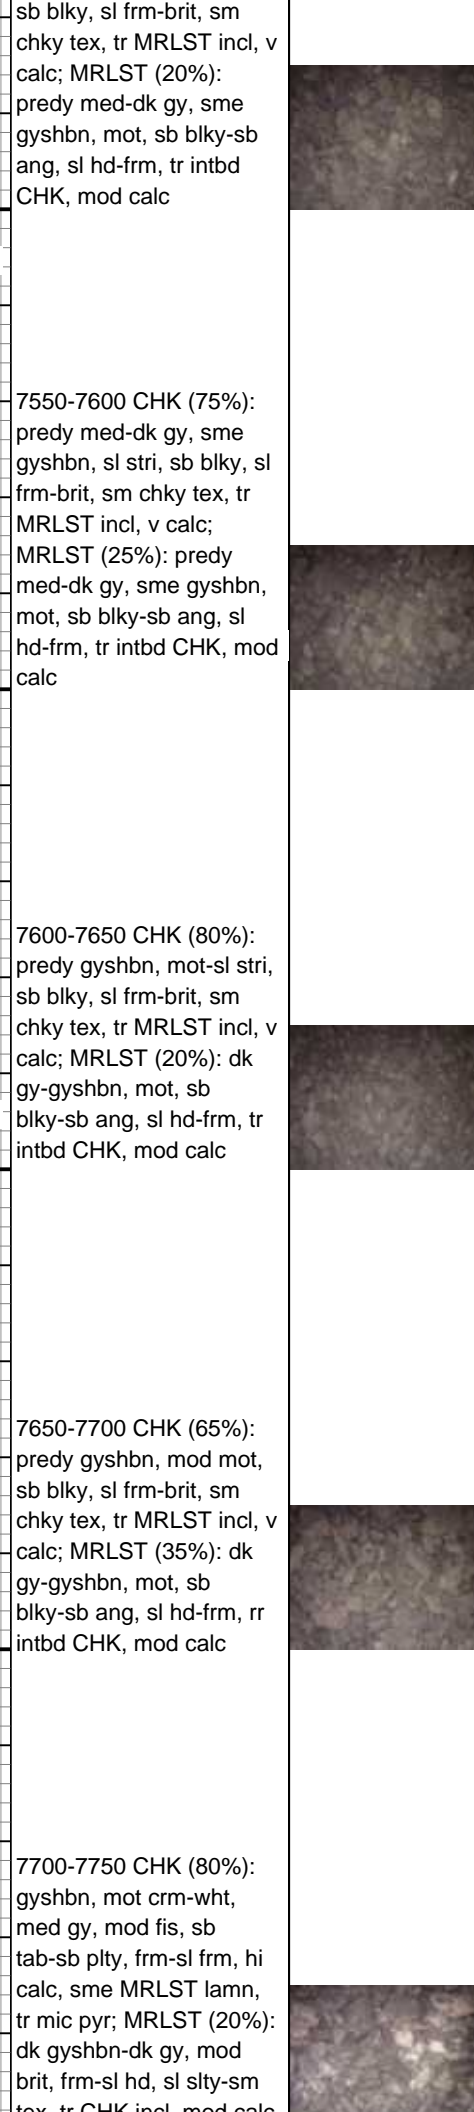 sb blky, sl frm-brit, sm
chky tex, tr MRLST incl, v
calc; MRLST (20%):
predy med-dk gy, sme
gyshbn, mot, sb blky-sb
ang, sl hd-frm, tr intbd
CHK, mod calc
7550-7600 CHK (75%):
predy med-dk gy, sme
gyshbn, sl stri, sb blky, sl
frm-brit, sm chky tex, tr
MRLST incl, v calc;
MRLST (25%): predy
med-dk gy, sme gyshbn,
mot, sb blky-sb ang, sl
hd-frm, tr intbd CHK, mod
calc
7600-7650 CHK (80%):
predy gyshbn, mot-sl stri,
sb blky, sl frm-brit, sm
chky tex, tr MRLST incl, v
calc; MRLST (20%): dk
gy-gyshbn, mot, sb
blky-sb ang, sl hd-frm, tr
intbd CHK, mod calc
7650-7700 CHK (65%):
predy gyshbn, mod mot,
sb blky, sl frm-brit, sm
chky tex, tr MRLST incl, v
calc; MRLST (35%): dk
gy-gyshbn, mot, sb
blky-sb ang, sl hd-frm, rr
intbd CHK, mod calc
7700-7750 CHK (80%):
gyshbn, mot crm-wht,
med gy, mod fis, sb
tab-sb plty, frm-sl frm, hi
calc, sme MRLST lamn,
tr mic pyr; MRLST (20%):
dk gyshbn-dk gy, mod
brit, frm-sl hd, sl slty-sm
tex, tr CHK incl, mod calc